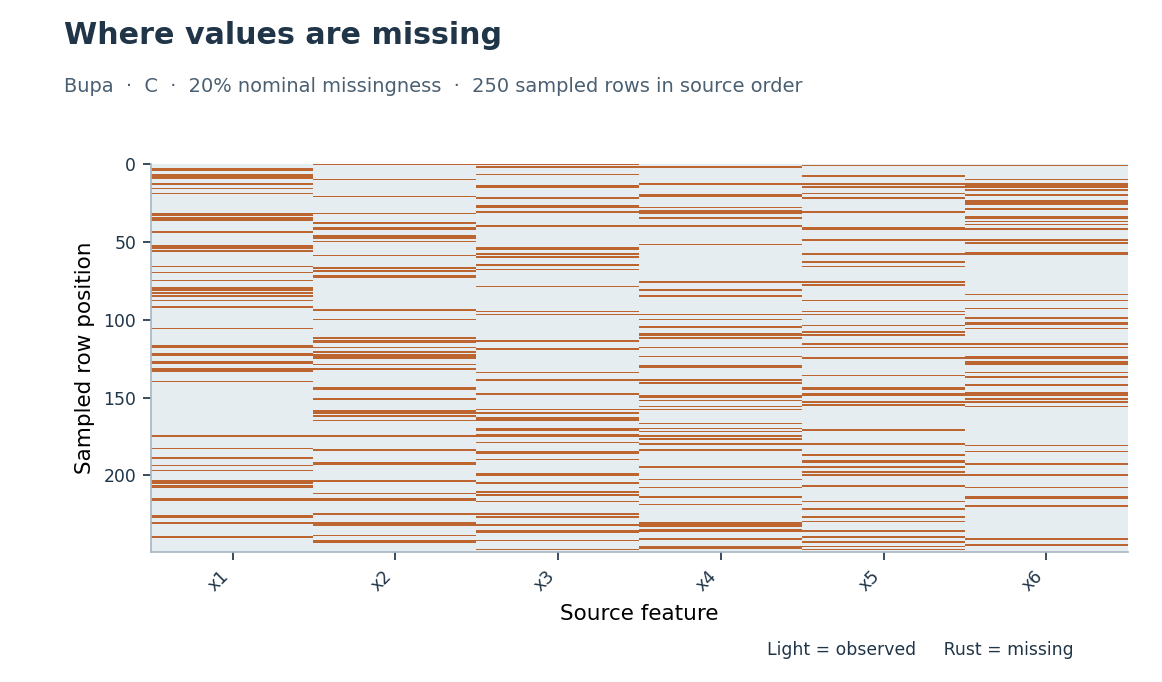 Where values are missing
Bupa · C · 20% nominal missingness · 250 sampled rows in source order
0
50
100
150
200
Sampled row position
x1
x2
x3
x4
x5
x6
Source feature
Light = observed Rust = missing